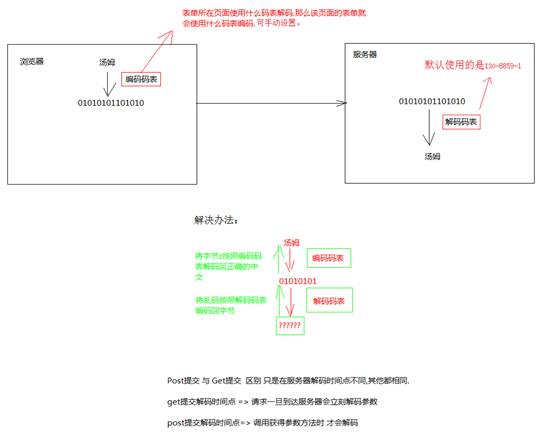 表单所在页面使用什么码表解码,那么该页面的表单就
会使用什么码表编码,可手动设置。
浏览器
汤姆
编码码表
01010101101010
服务器
默认使用的是ISO-8859-1
01010101101010
解码码表
汤姆
解决办法:
汤姆
编码码表
将字节z按照编码码
表解码回正确的中
文
01010101
将乱码按照解码码表
编码回字节
解码码表
??????
Post提交 与 Get提交 区别 只是在服务器解码时间点不同,其他都相同.
get提交解码时间点 => 请求一旦到达服务器会立刻解码参数
post提交解码时间点=> 调用获得参数方法时 才会解码